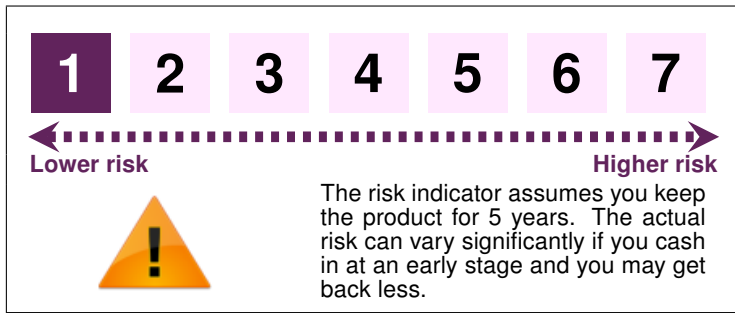 1 2 3 4 5 6 7
Lower risk Higher risk
The risk indicator assumes you keep
the product for 5 years. The actual
risk can vary significantly if you cash
in at an early stage and you may get
back less.